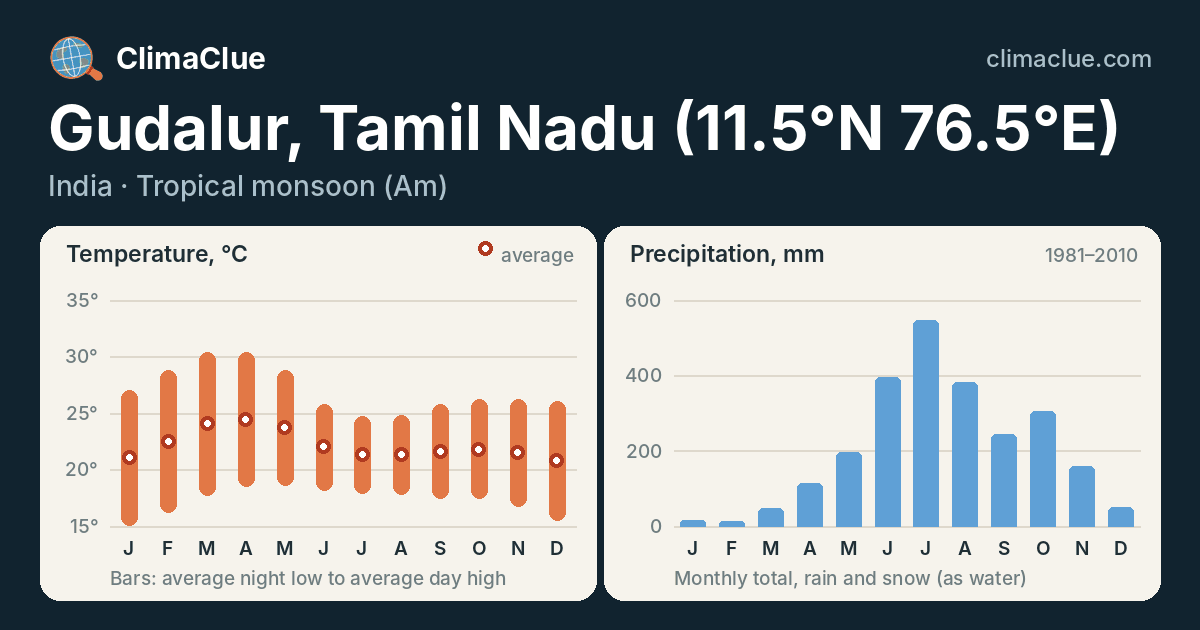 ClimaClue
climaclue.com
Gudalur, Tamil Nadu (11.5°N 76.5°E)
India · Tropical monsoon (Am)
Temperature, °C
average
35°
30°
25°
20°
15°
J F M A M J J A S O N D
Bars: average night low to average day high
Precipitation, mm
1981–2010
600
400
200
0
J F M A M J J A S O N D
Monthly total, rain and snow (as water)